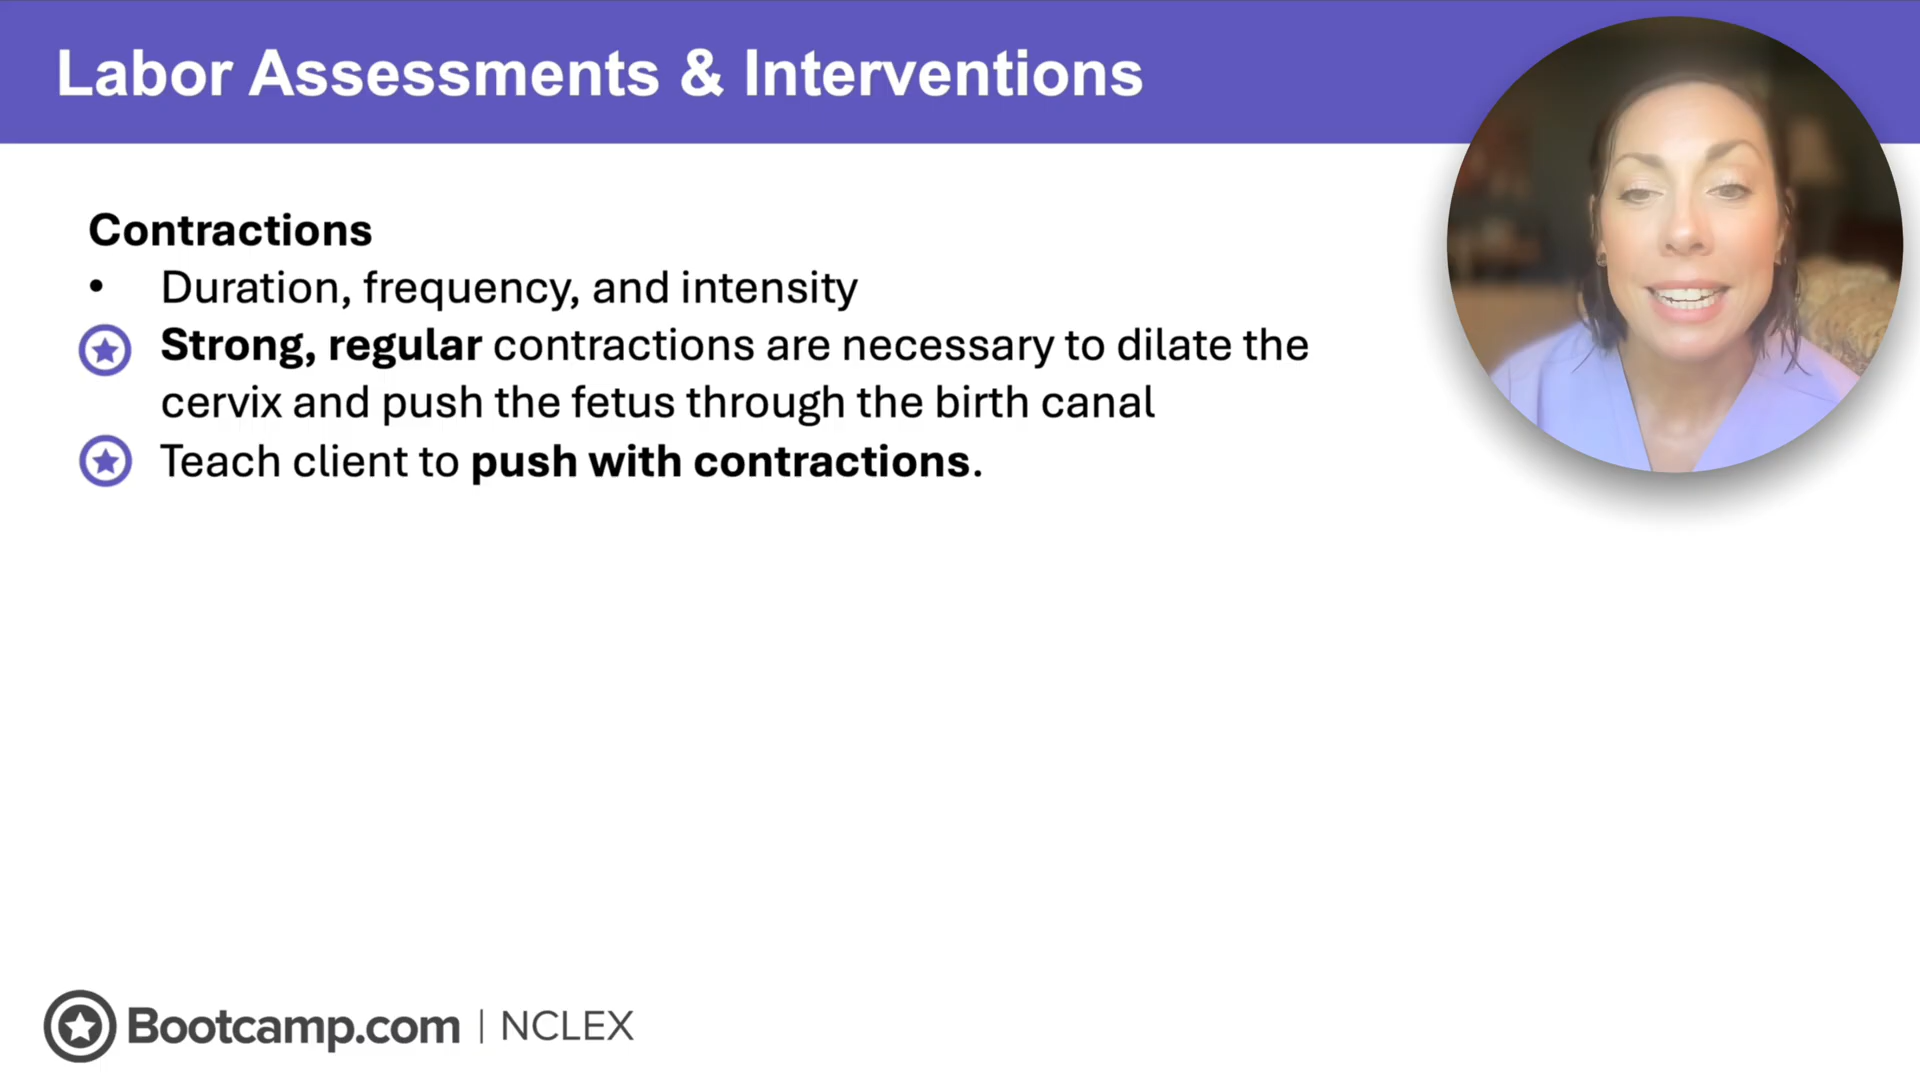 Labor Assessments & Interventions
Contractions
• Duration, frequency, and intensity
Strong, regular contractions are necessary to dilate the
cervix and push the fetus through the birth canal
Teach client to push with contractions.
Bootcamp.com | NCLEX